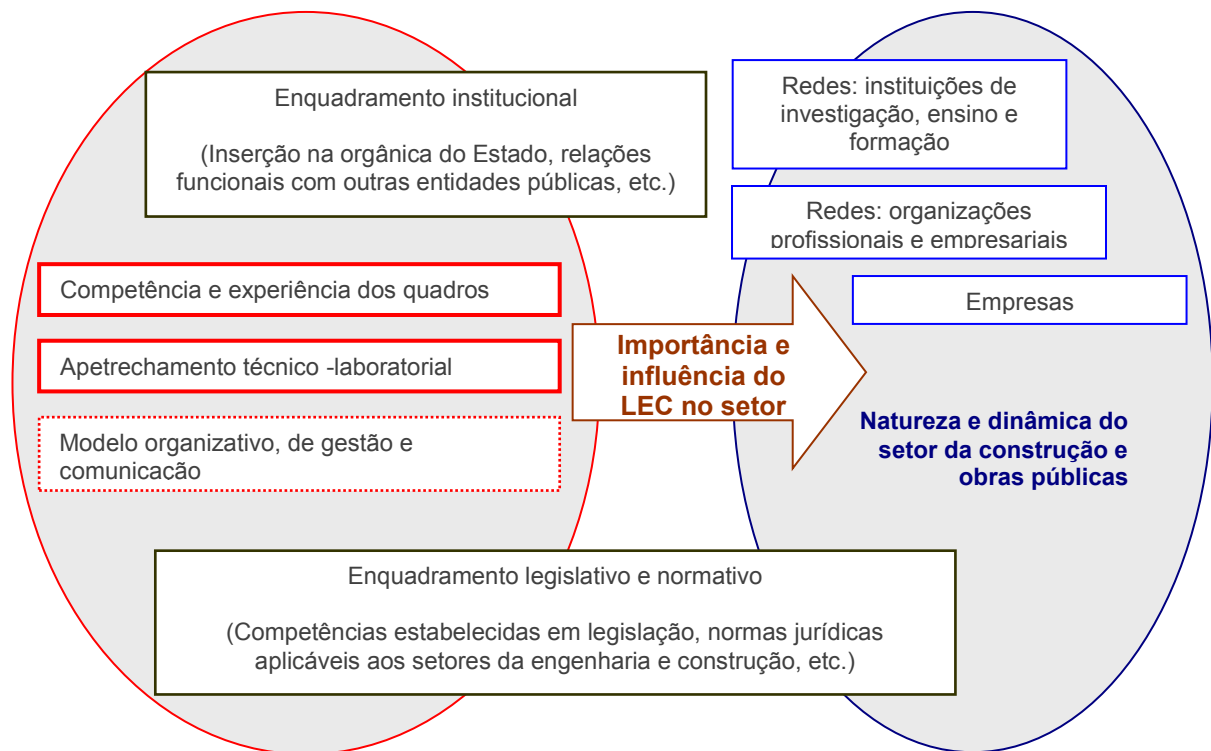 Enquadramento institucional
(Inserção na orgânica do Estado, relações
funcionais com outras entidades públicas, etc.)
Redes: instituições de
investigação, ensino e
formação
Redes: organizações
profissionais e empresariais
Empresas
Competência e experiência dos quadros
Apetrechamento técnico -laboratorial
Modelo organizativo, de gestão e
comunicação
Importância e
influência do
LEC no setor
Natureza e dinâmica do
setor da construção e
obras públicas
Enquadramento legislativo e normativo
(Competências estabelecidas em legislação, normas jurídicas
aplicáveis aos setores da engenharia e construção, etc.)